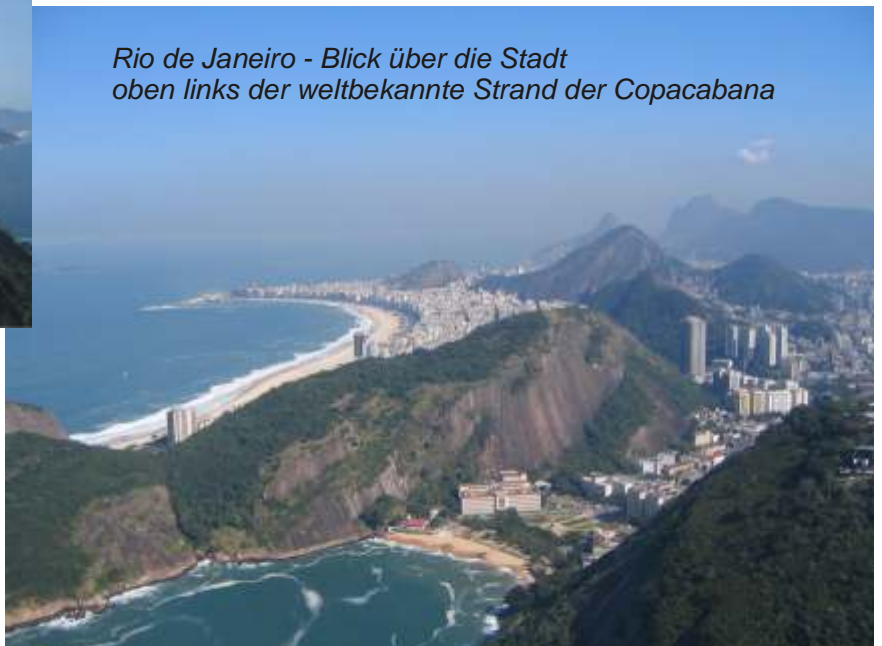 Rio de Janeiro - Blick über die Stadt
oben links der weltbekannte Strand der Copacabana